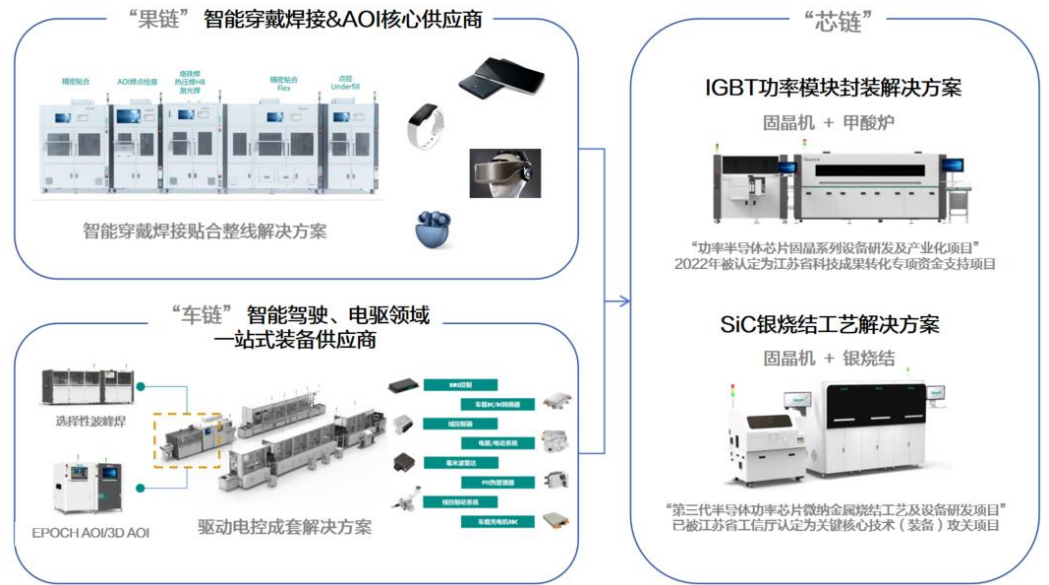 “果链” 智能穿戴焊接&AOI核心供应商
精密贴合
AOI焊点检查
烙铁焊
热压焊HB
激光焊
精密贴合
Flex
点胶
Underfill
智能穿戴焊接贴合整线解决方案
“车链” 智能驾驶、电驱领域
一站式装备供应商
选择性波峰焊
EPOCH AOI/3D AOI
驱动电控成套解决方案
BMS控制
车载DC/DC转换器
域控制器
电驱/电动系统
毫米波雷达
PTC热管理器
线控制动系统
车载充电机OBC
“芯链”
IGBT功率模块封装解决方案
固晶机 + 甲酸炉
“功率半导体芯片固晶系列设备研发及产业化项目”
2022年被认定为江苏省科技成果转化专项资金支持项目
SiC银烧结工艺解决方案
固晶机 + 银烧结
“第三代半导体功率芯片微纳金属烧结工艺及设备研发项目”
已被江苏省工信厅认定为关键核心技术（装备）攻关项目